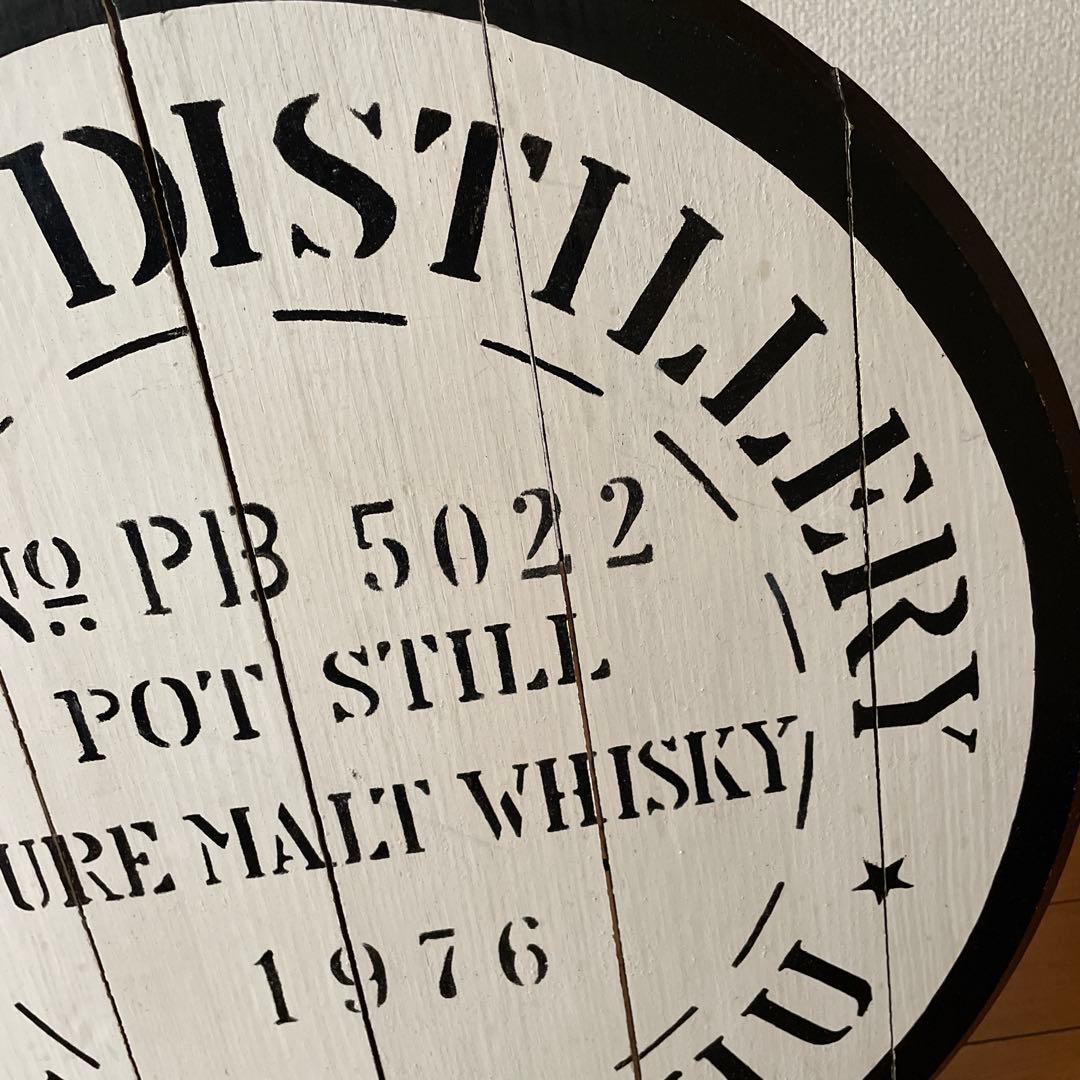 DISTILLERY
No PB 5022
POT STILL
URE MALT WHISKY
1976